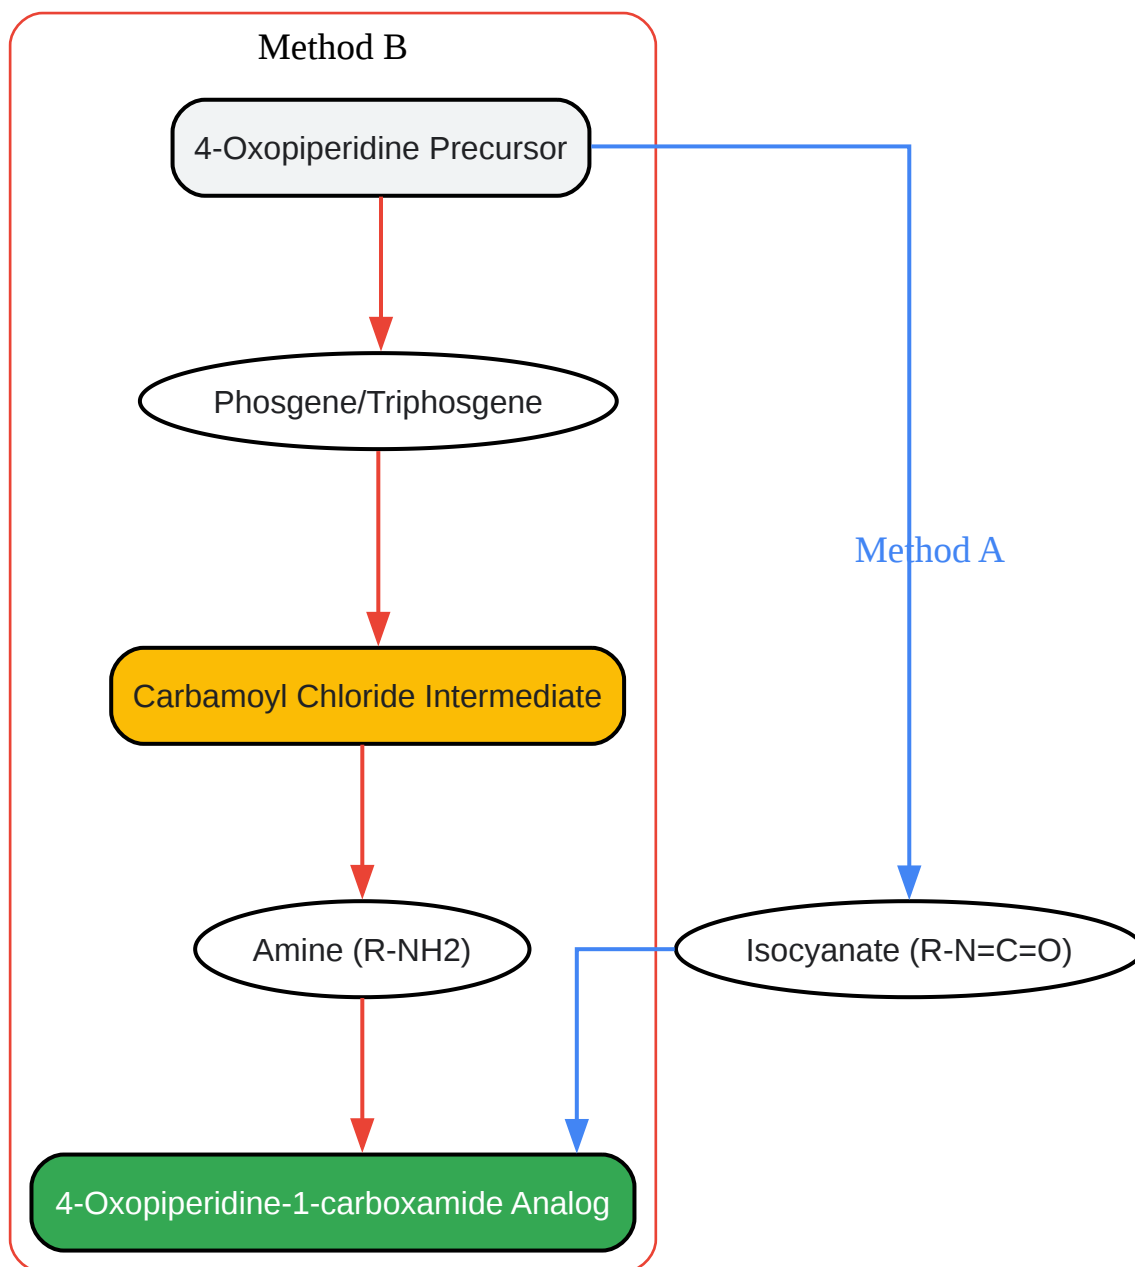 Method B
4-Oxopiperidine Precursor
Phosgene/Triphosgene
Method A
Carbamoyl Chloride Intermediate
Amine (R-NH2)
Isocyanate (R-N=C=O)
4-Oxopiperidine-1-carboxamide Analog